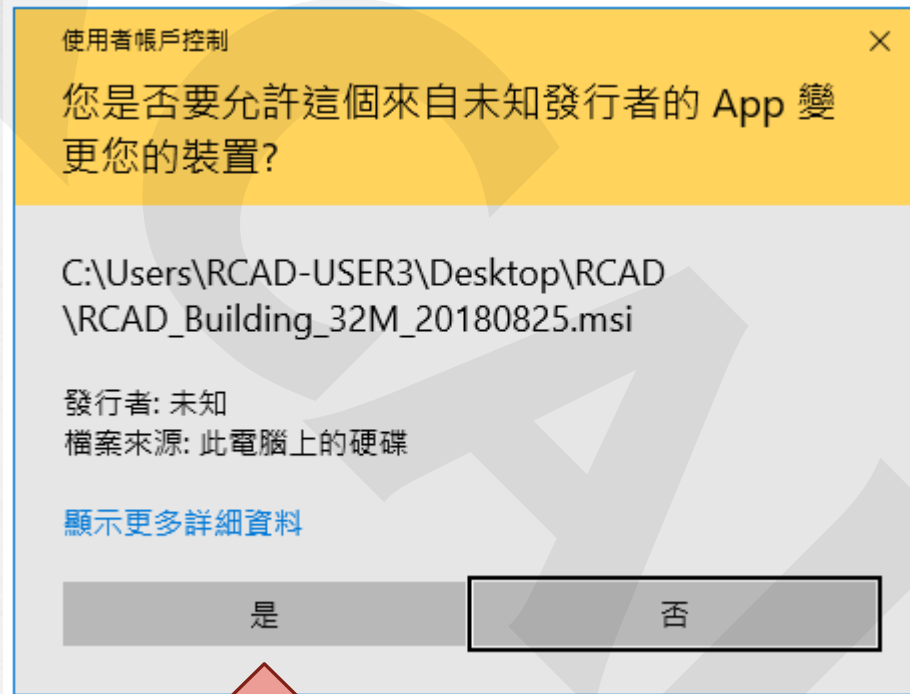 使用者帳戶控制
您是否要允許這個來自未知發行者的 App 變
更您的裝置?
C:\Users\RCAD-USER3\Desktop\RCAD
\RCAD_Building_32M_20180825.msi
發行者: 未知
檔案來源: 此電腦上的硬碟
顯示更多詳細資料
是
否